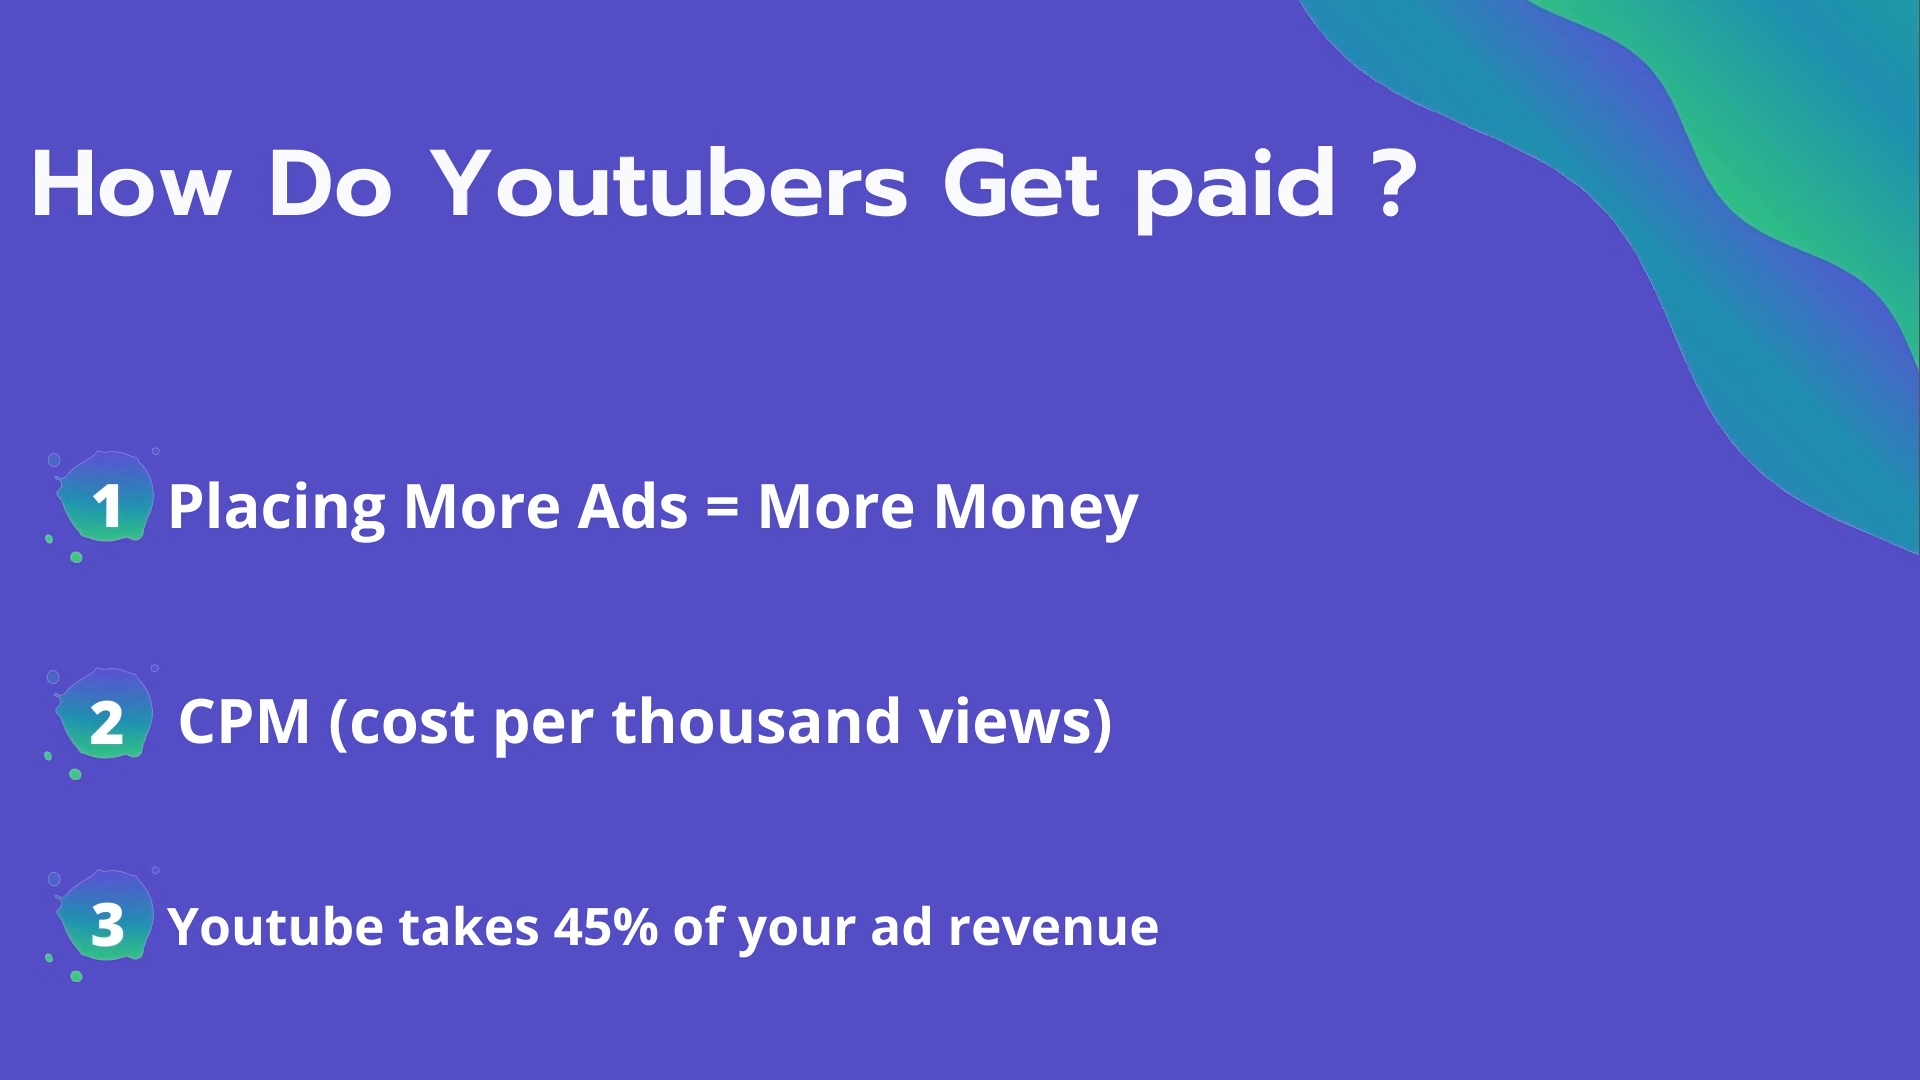 How Do Youtubers Get paid ?
1 Placing More Ads = More Money
2 CPM (cost per thousand views)
3 Youtube takes 45% of your ad revenue